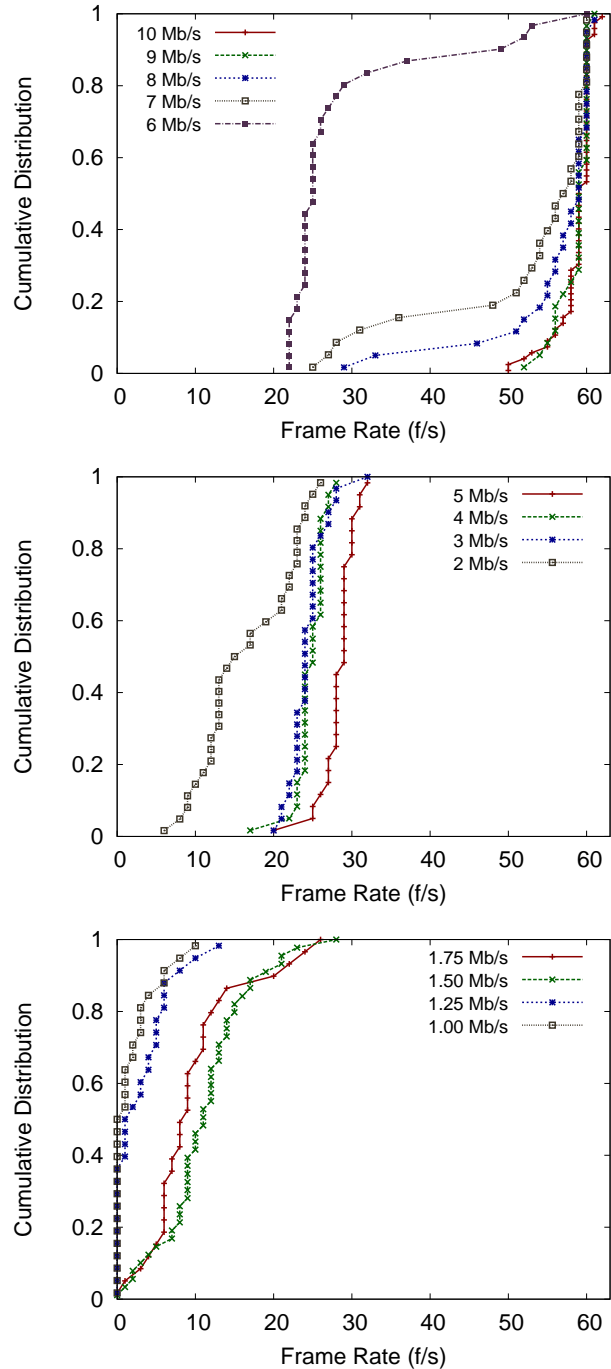 10 Mb/s
9 Mb/s
8 Mb/s
7 Mb/s
6 Mb/s
Cumulative Distribution
1
0.8
0.6
0.4
0.2
0
0 10 20 30 40 50 60
Frame Rate (f/s)
5 Mb/s
4 Mb/s
3 Mb/s
2 Mb/s
Cumulative Distribution
1
0.8
0.6
0.4
0.2
0
0 10 20 30 40 50 60
Frame Rate (f/s)
1.75 Mb/s
1.50 Mb/s
1.25 Mb/s
1.00 Mb/s
Cumulative Distribution
1
0.8
0.6
0.4
0.2
0
0 10 20 30 40 50 60
Frame Rate (f/s)